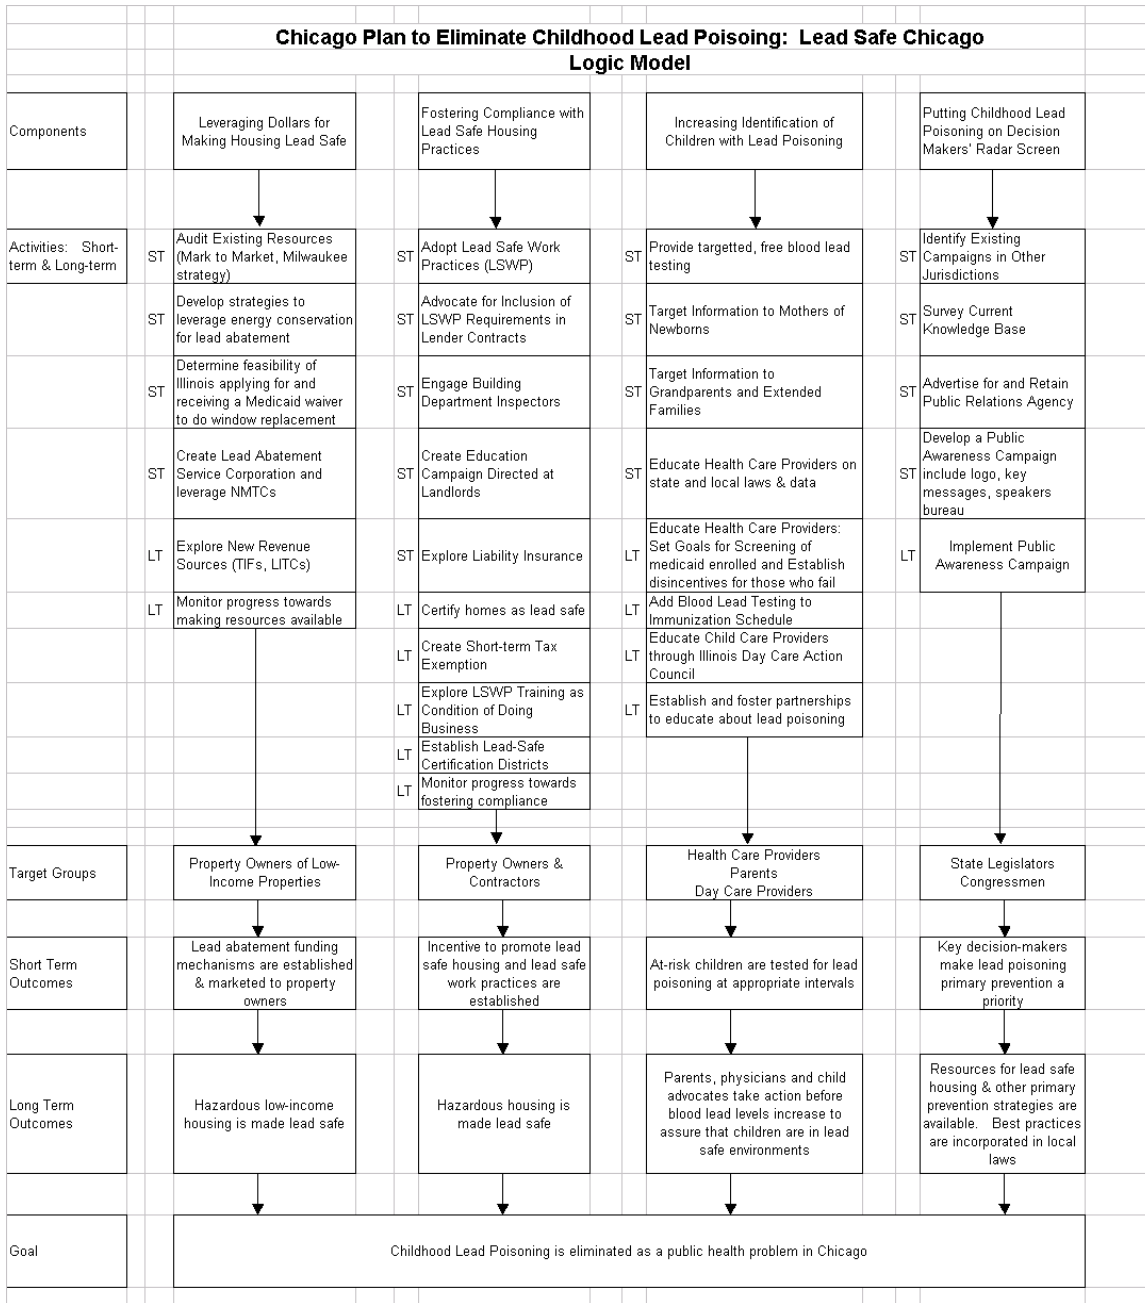 Chicago Plan to Eliminate Childhood Lead Poisoing: Lead Safe Chicago
Logic Model
Components
Leveraging Dollars for
Making Housing Lead Safe
Fostering Compliance with
Lead Safe Housing
Practices
Increasing Identification of
Children with Lead Poisoning
Putting Childhood Lead
Poisoning on Decision
Makers' Radar Screen
Activities: Short-
term & Long-term
ST
Audit Existing Resources
(Mark to Market, Milwaukee
strategy)
ST
Adopt Lead Safe Work
Practices (LSWP)
ST
Provide targetted, free blood lead
testing
ST
Identify Existing
Campaigns in Other
Jurisdictions
ST
Develop strategies to
leverage energy conservation
for lead abatement
ST
Advocate for Inclusion of
LSWP Requirements in
Lender Contracts
ST
Target Information to Mothers of
Newborns
ST
Survey Current
Knowledge Base
ST
Determine feasibility of
Illinois applying for and
receiving a Medicaid waiver
to do window replacement
ST
Engage Building
Department Inspectors
ST
Target Information to
Grandparents and Extended
Families
ST
Advertise for and Retain
Public Relations Agency
ST
Create Lead Abatement
Service Corporation and
leverage NMTCs
ST
Create Education
Campaign Directed at
Landlords
ST
Educate Health Care Providers on
state and local laws & data
ST
Develop a Public
Awareness Campaign
include logo, key
messages, speakers
bureau
LT
Explore New Revenue
Sources (TIFs, LITCs)
ST
Explore Liability Insurance
LT
Educate Health Care Providers:
Set Goals for Screening of
medicaid enrolled and Establish
disincentives for those who fail
LT
Implement Public
Awareness Campaign
LT
Monitor progress towards
making resources available
LT
Certify homes as lead safe
LT
Add Blood Lead Testing to
Immunization Schedule
LT
Create Short-term Tax
Exemption
LT
Educate Child Care Providers
through Illinois Day Care Action
Council
LT
Explore LSWP Training as
Condition of Doing
Business
LT
Establish and foster partnerships
to educate about lead poisoning
LT
Establish Lead-Safe
Certification Districts
LT
Monitor progress towards
fostering compliance
Target Groups
Property Owners of Low-
Income Properties
Property Owners &
Contractors
Health Care Providers
Parents
Day Care Providers
State Legislators
Congressmen
Short Term
Outcomes
Lead abatement funding
mechanisms are established
& marketed to property
owners
Incentive to promote lead
safe housing and lead safe
work practices are
established
At-risk children are tested for lead
poisoning at appropriate intervals
Key decision-makers
make lead poisoning
primary prevention a
priority
Long Term
Outcomes
Hazardous low-income
housing is made lead safe
Hazardous housing is
made lead safe
Parents, physicians and child
advocates take action before
blood lead levels increase to
assure that children are in lead
safe environments
Resources for lead safe
housing & other primary
prevention strategies are
available. Best practices
are incorporated in local
laws
Goal
Childhood Lead Poisoning is eliminated as a public health problem in Chicago